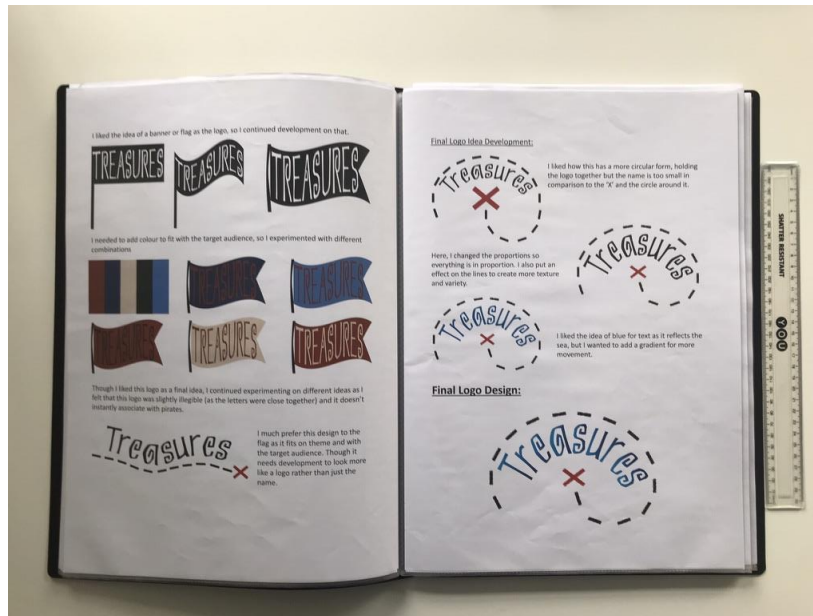 I liked the idea of a banner or flag as the logo, so I continued development on that.
TREASURES
TREASURES
TREASURES
I needed to add colour to fit with the target audience, so I experimented with different
combinations
TREASURES
TREASURES
TREASURES
TREASURES
TREASURES
Though I liked this logo as a final idea, I continued experimenting on different ideas as I
felt that this logo was slightly illegible (as the letters were close together) and it doesn't
instantly associate with pirates.
Treasures
I much prefer this design to the
flag as it fits on theme and with
the target audience. Though it
needs development to look more
like a logo rather than just the
name.
Final Logo Idea Development:
Treasures
I liked how this has a more circular form, holding
the logo together but the name is too small in
comparison to the 'X' and the circle around it.
Here, I changed the proportions so
everything is in proportion. I also put an
effect on the lines to create more texture
and variety.
Treasures
Treasures
I liked the idea of blue for text as it reflects the
sea, but I wanted to add a gradient for more
movement.
Final Logo Design:
Treasures
SHATTER RESISTANT
YOU